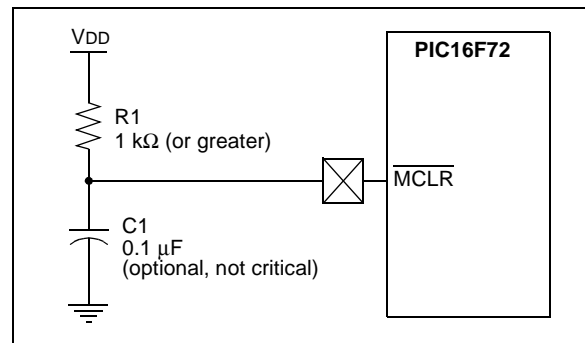 VDD
PIC16F72
R1
1 kΩ (or greater)
MCLR
C1
0.1 μF
(optional, not critical)